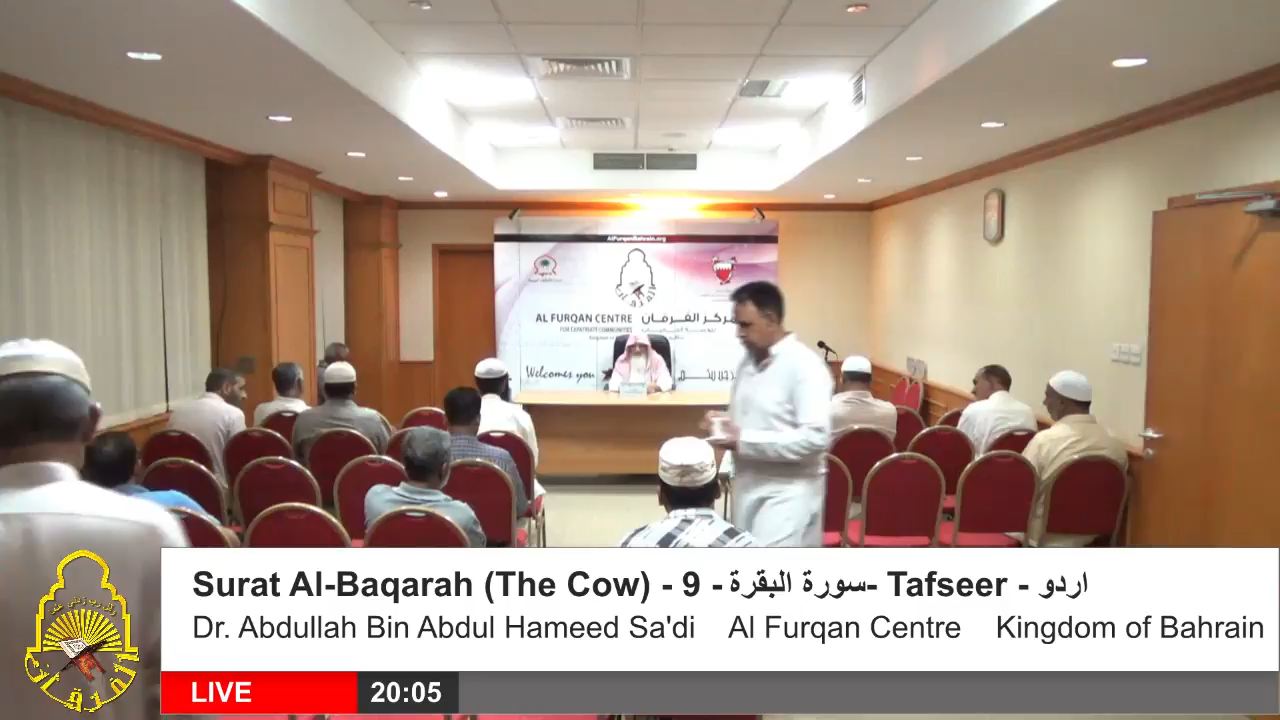 AlFurqanBahrain.org
AL FURQAN CENTRE
مركز الفرقان
FOR EXPATRIATE COMMUNITIES
Welcomes you
Surat Al-Baqarah (The Cow) - 9 - سورة البقرة- Tafseer - اردو
Dr. Abdullah Bin Abdul Hameed Sa'di Al Furqan Centre Kingdom of Bahrain
LIVE 20:05